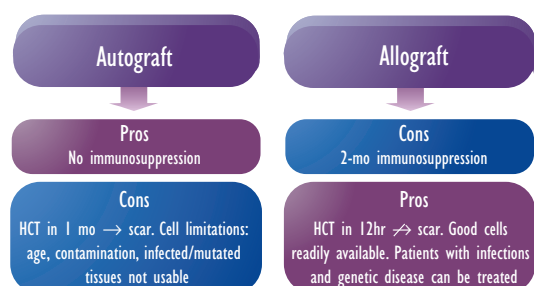 Autograft
Pros
No immunosuppression
Cons
HCT in 1 mo → scar. Cell limitations:
age, contamination, infected/mutated
tissues not usable
Allograft
Cons
2-mo immunosuppression
Pros
HCT in 12hr ↛ scar. Good cells
readily available. Patients with infections
and genetic disease can be treated